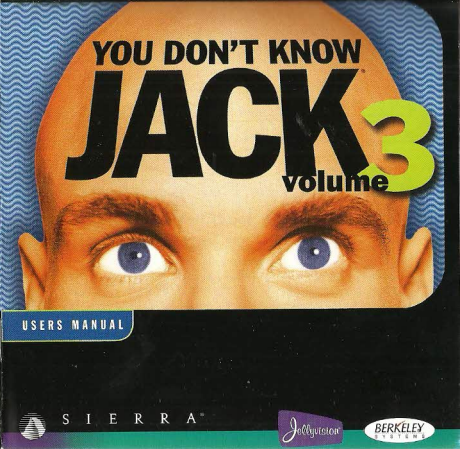 YOU DON'T KNOW
JACK®
volume 3
USERS MANUAL
SIERRA®
Jellyvision®
BERKELEY
SYSTEMS